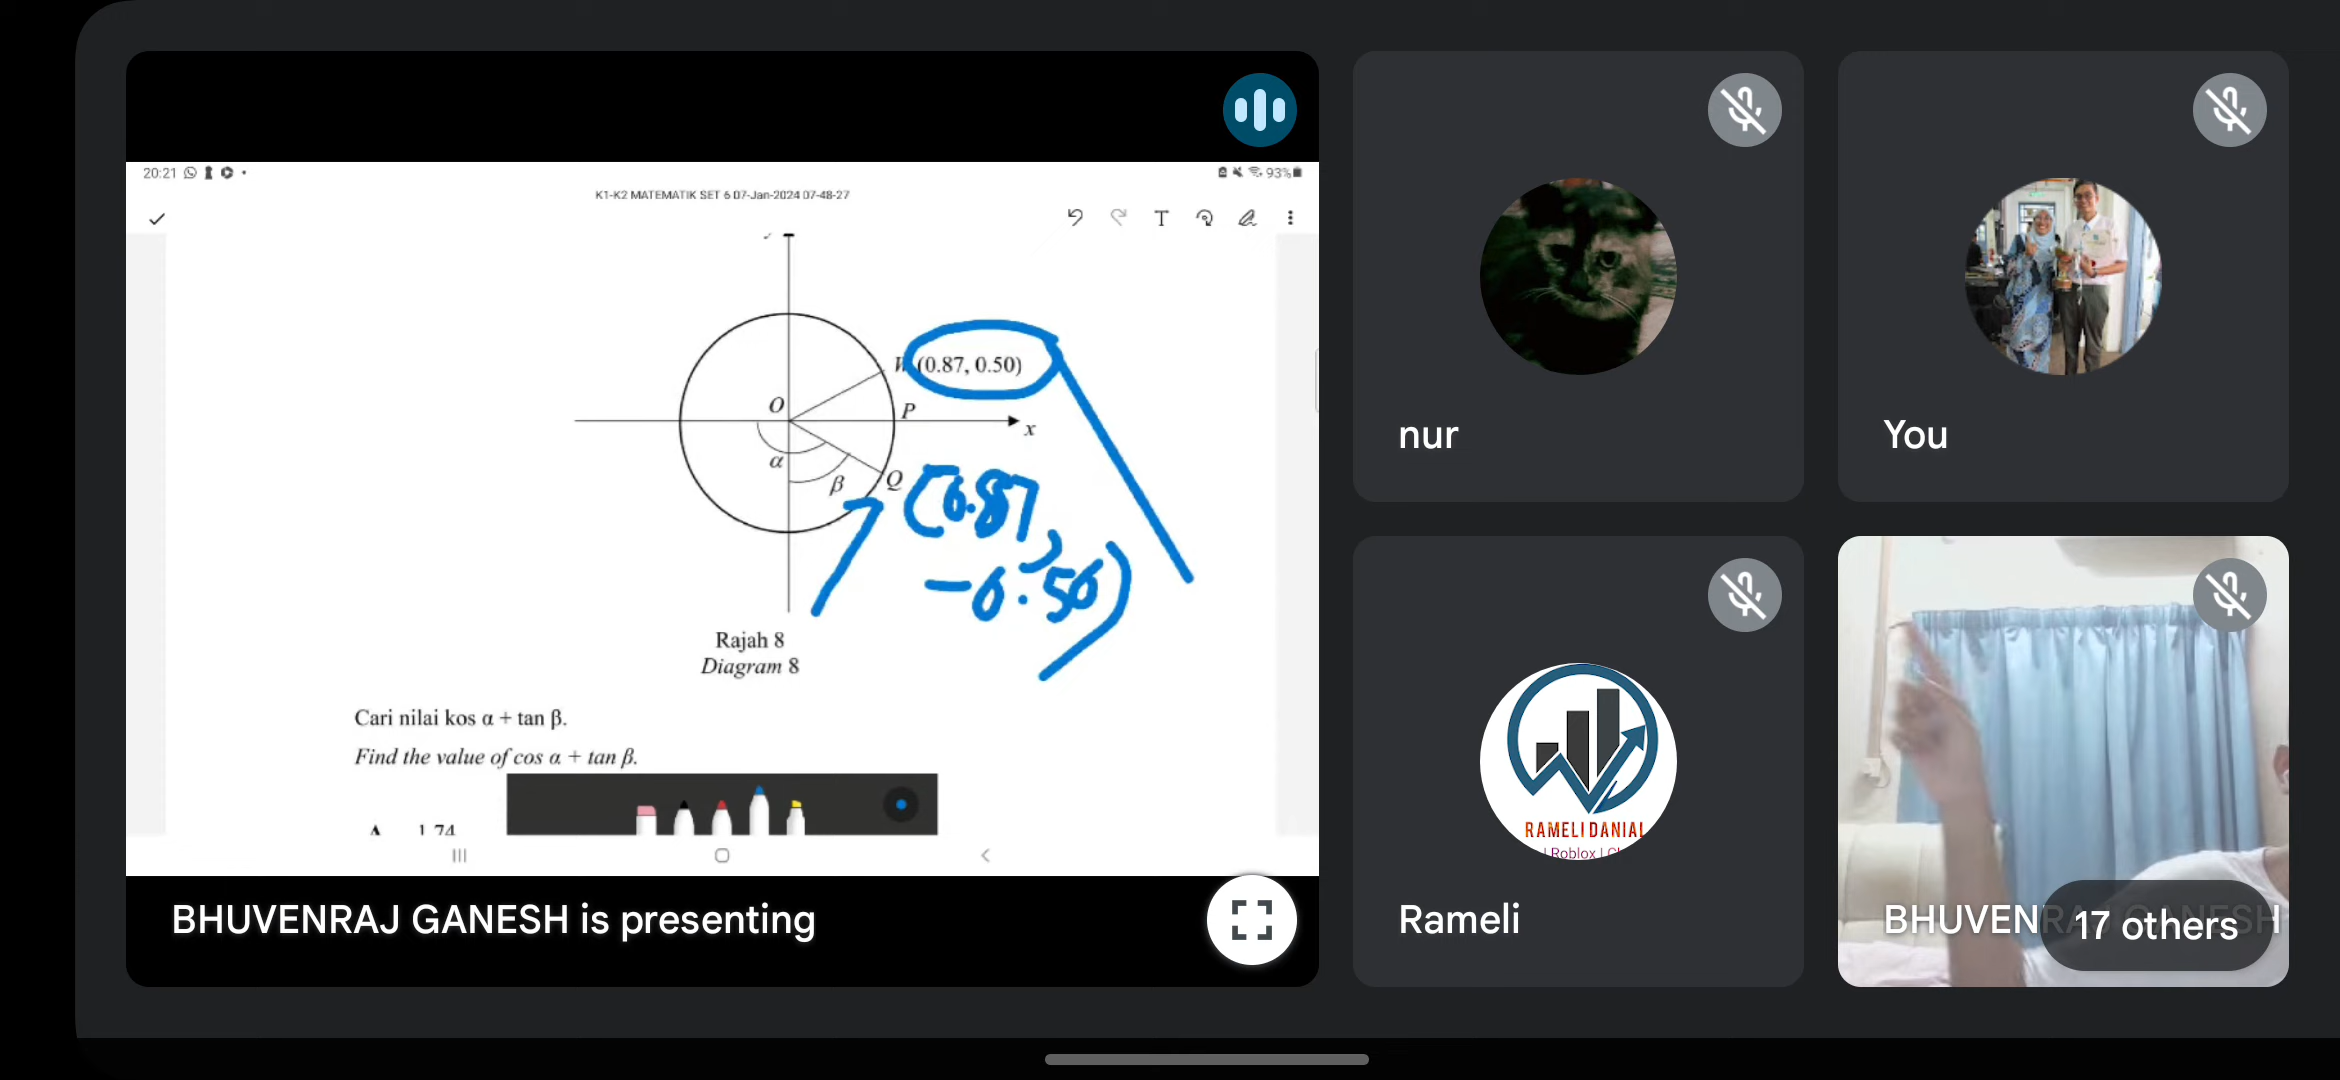 20:21
93%
K1-K2 MATEMATIK SET 6 07-Jan-2024 07-48-27
T
(0.87, 0.50)
O
P
x
α
β
Q
(0.87,
-0.50)
Rajah 8
Diagram 8
Cari nilai kos α + tan β.
Find the value of cos α + tan β.
A 1.74
BHUVENRAJ GANESH is presenting
nur
You
RAMELI DANIAL
| Roblox |
Rameli
BHUVENRAJ GANESH
17 others